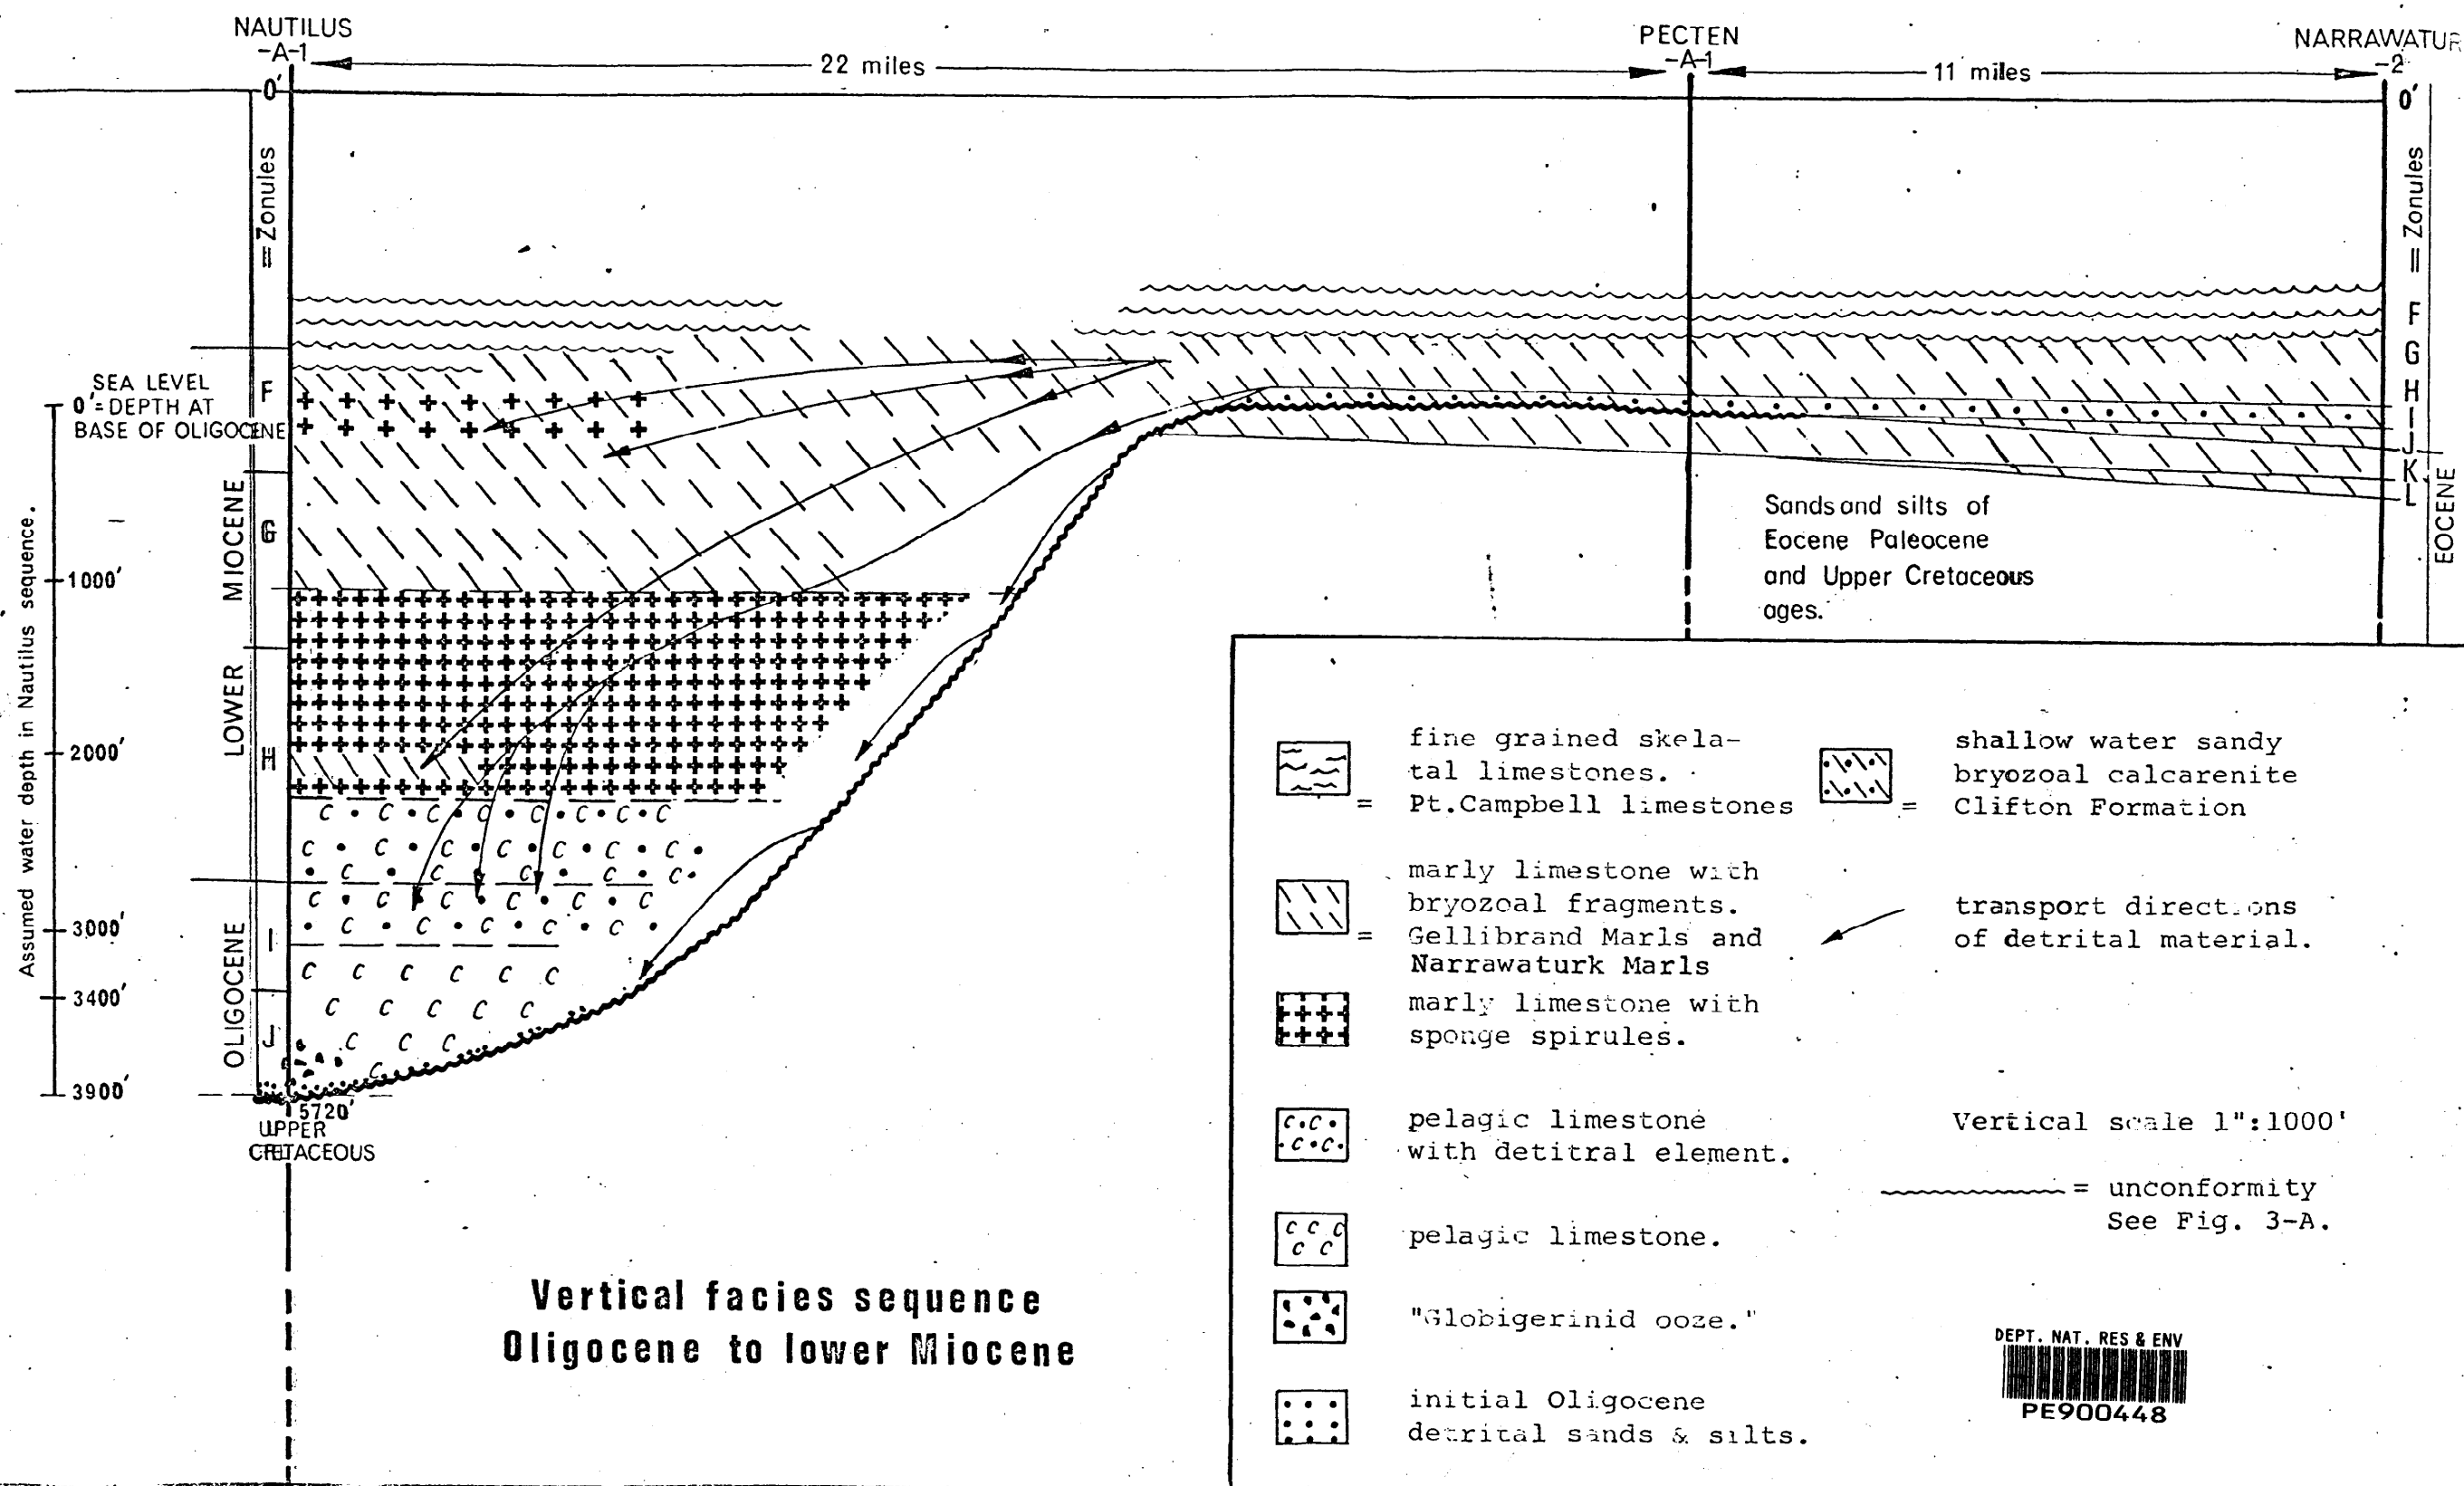 NAUTILUS
-A-1
22 miles
PECTEN
-A-1
11 miles
NARRAWATUR
-2
0'
0'
= Zonules
= Zonules
F
G
H
I
J
K
L
EOCENE
SEA LEVEL
0'= DEPTH AT
BASE OF OLIGOCENE
1000'
2000'
3000'
3400'
3900'
Assumed water depth in Nautilus sequence.
LOWER MIOCENE
OLIGOCENE
F
G
H
I
J
5720'
UPPER
CRETACEOUS
Sands and silts of
Eocene Paleocene
and Upper Cretaceous
ages.
Vertical facies sequence
Oligocene to lower Miocene
fine grained skela-
tal limestones.
= Pt.Campbell limestones
marly limestone with
bryozoal fragments.
= Gellibrand Marls and
Narrawaturk Marls
marly limestone with
sponge spirules.
pelagic limestone
with detitral element.
c c c
c c
pelagic limestone.
"Globigerinid ooze."
initial Oligocene
detrital sands & silts.
shallow water sandy
bryozoal calcarenite
= Clifton Formation
transport directions
of detrital material.
Vertical scale 1":1000'
= unconformity
See Fig. 3-A.
DEPT. NAT. RES & ENV
PE900448